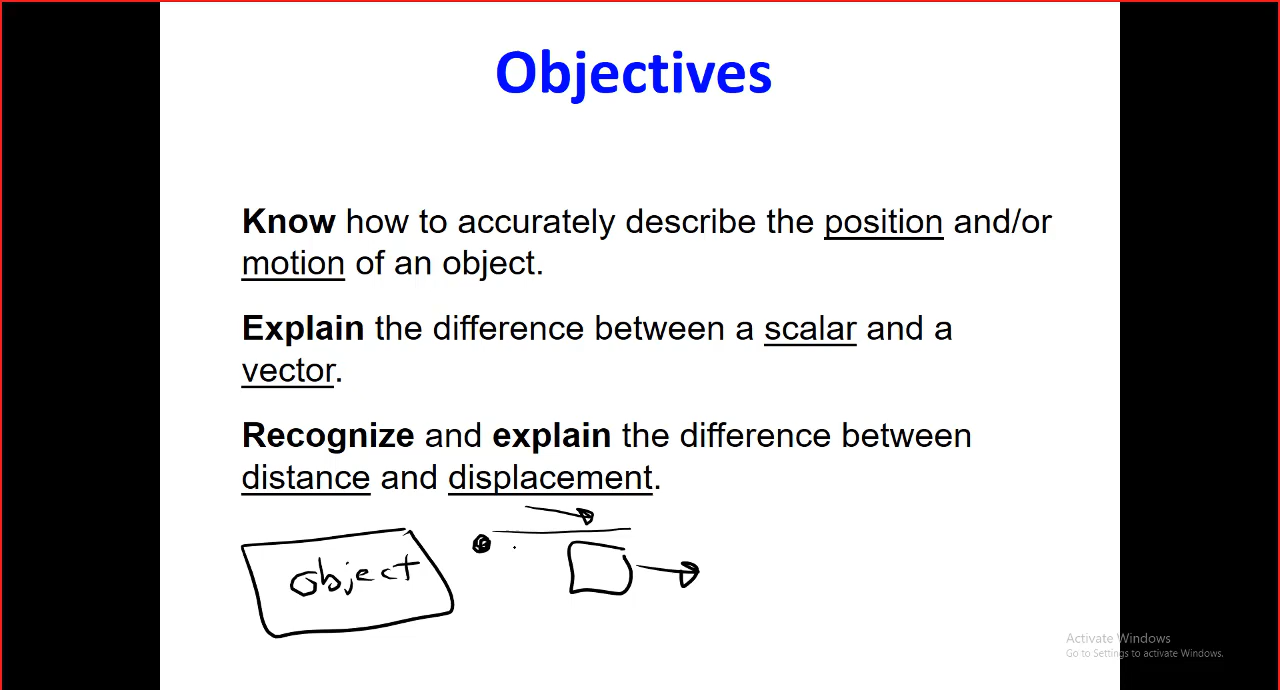 Objectives
Know how to accurately describe the position and/or
motion of an object.
Explain the difference between a scalar and a
vector.
Recognize and explain the difference between
distance and displacement.
object
Activate Windows
Go to Settings to activate Windows.